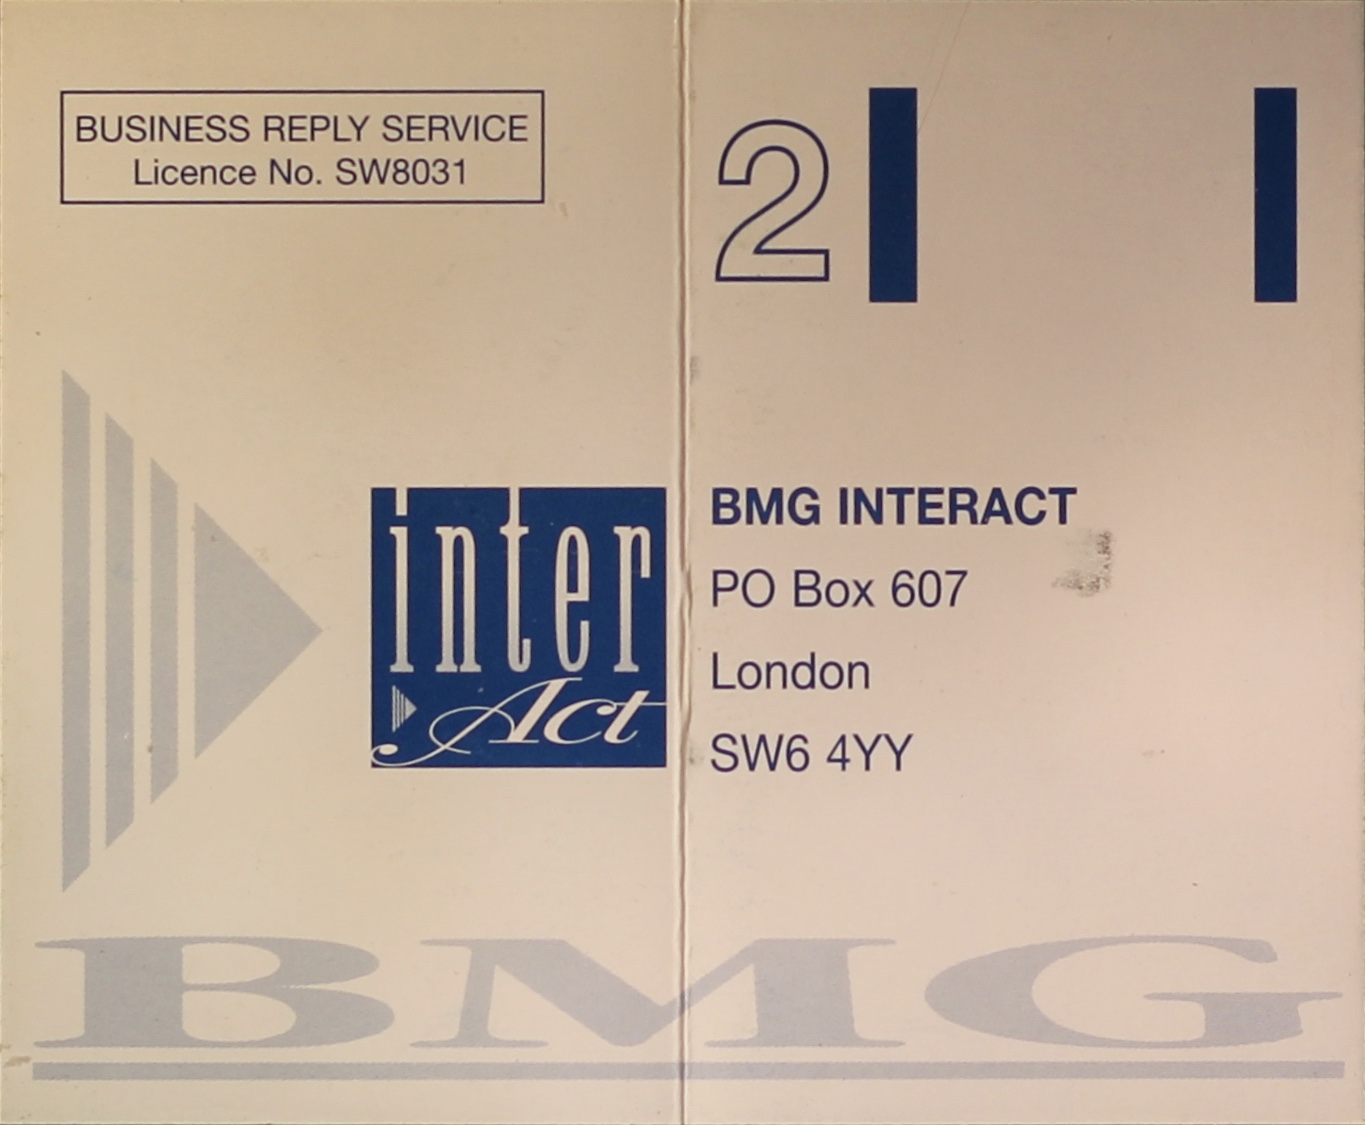 BUSINESS REPLY SERVICE
Licence No. SW8031
2
inter
Act
BMG INTERACT
PO Box 607
London
SW6 4YY
BMG